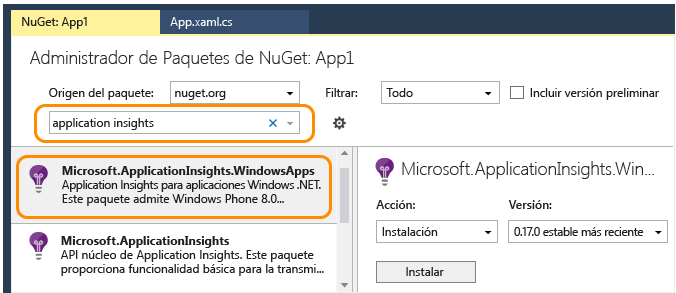 NuGet: App1
App.xaml.cs
Administrador de Paquetes de NuGet: App1
Origen del paquete: nuget.org Filtrar: Todo Incluir versión preliminar
application insights
Microsoft.ApplicationInsights.WindowsApps
Application Insights para aplicaciones Windows .NET.
Este paquete admite Windows Phone 8.0...
Microsoft.ApplicationInsights
API núcleo de Application Insights. Este paquete
proporciona funcionalidad básica para la transmi...
Microsoft.ApplicationInsights.Win...
Acción: Versión:
Instalación 0.17.0 estable más reciente
Instalar